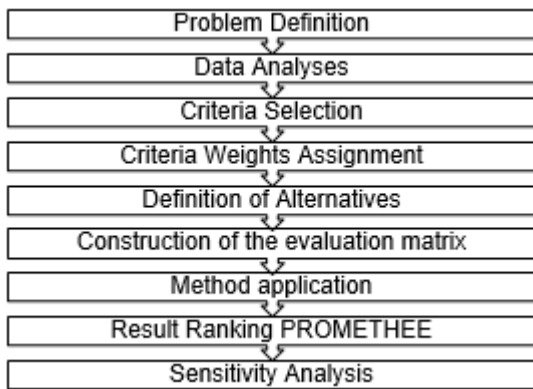 Problem Definition
Data Analyses
Criteria Selection
Criteria Weights Assignment
Definition of Alternatives
Construction of the evaluation matrix
Method application
Result Ranking PROMETHEE
Sensitivity Analysis